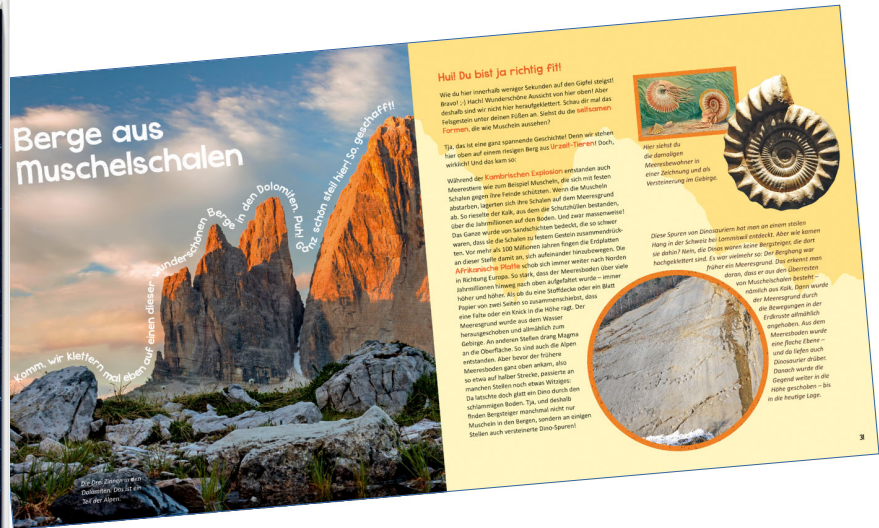 Berge aus
Muschelschalen
Komm, wir klettern mal eben auf einen dieser wunderschönen Berge in den Dolomiten. Puh! Ganz schön steil hier! So, geschafft!
Die Drei Zinnen in den
Dolomiten. Das ist ein
Teil der Alpen.
Hui! Du bist ja richtig fit!
Wie du hier innerhalb weniger Sekunden auf den Gipfel steigst!
Bravo! ;-) Hach! Wunderschöne Aussicht von hier oben! Aber
deshalb sind wir nicht hier heraufgeklettert. Schau dir mal das
Felsgestein unter deinen Füßen an. Siehst du die seltsamen
Formen, die wie Muscheln aussehen?
Tja, das ist eine ganz spannende Geschichte! Denn wir stehen
hier oben auf einem riesigen Berg aus Urzeit-Tieren! Doch,
wirklich! Und das kam so:
Während der Kambrischen Explosion entstanden auch
Meerestiere wie zum Beispiel Muscheln, die sich mit festen
Schalen gegen ihre Feinde schützten. Wenn die Muscheln
abstarben, lagerten sich ihre Schalen auf dem Meeresgrund
ab. So rieselte der Kalk, aus dem die Schutzhüllen bestanden,
über die Jahrmillionen auf den Boden. Und zwar massenweise!
Das Ganze wurde von Sandschichten bedeckt, die so schwer
waren, dass sie die Schalen zu festem Gestein zusammendrück-
ten. Vor mehr als 100 Millionen Jahren fingen die Erdplatten
an dieser Stelle damit an, sich aufeinander hinzubewegen. Die
Afrikanische Platte schob sich immer weiter nach Norden
in Richtung Europa. So stark, dass der Meeresboden über viele
Jahrmillionen hinweg nach oben aufgefaltet wurde – immer
höher und höher. Als ob du eine Stoffdecke oder ein Blatt
Papier von zwei Seiten so zusammenschiebst, dass
eine Falte oder ein Knick in die Höhe ragt. Der
Meeresgrund wurde aus dem Wasser
herausgeschoben und allmählich zum
Gebirge. An anderen Stellen drang Magma
an die Oberfläche. So sind auch die Alpen
entstanden. Aber bevor der frühere
Meeresboden ganz oben ankam, also
so etwa auf halber Strecke, passierte an
manchen Stellen noch etwas Witziges:
Da latschte doch glatt ein Dino durch den
schlammigen Boden. Tja, und deshalb
finden Bergsteiger manchmal nicht nur
Muscheln in den Bergen, sondern an einigen
Stellen auch versteinerte Dino-Spuren!
Hier siehst du
die damaligen
Meeresbewohner in
einer Zeichnung und als
Versteinerung im Gebirge.
Diese Spuren von Dinosauriern hat man an einem steilen
Hang in der Schweiz bei Lommiswil entdeckt. Aber wie kamen
sie dahin? Nein, die Dinos waren keine Bergsteiger, die dort
hochgeklettert sind. Es war vielmehr so: Der Berghang war
früher ein Meeresgrund. Das erkennt man
daran, dass er aus den Überresten
von Muschelschalen besteht –
nämlich aus Kalk. Dann wurde
der Meeresgrund durch
die Bewegungen in der
Erdkruste allmählich
angehoben. Aus dem
Meeresboden wurde
eine flache Ebene –
und da liefen auch
Dinosaurier drüber.
Danach wurde die
Gegend weiter in die
Höhe geschoben – bis
in die heutige Lage.
31